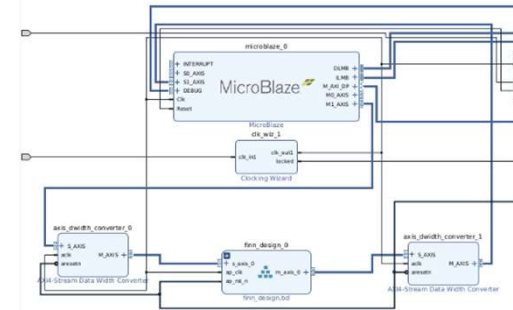 microblaze_0
INTERRUPT
S0_AXIS
S1_AXIS
DEBUG
Clk
Reset
MicroBlaze
DLMB
ILMB
M_AXI_DP
M0_AXIS
M1_AXIS
MicroBlaze
clk_wiz_1
clk_in1
clk_out1
locked
Clocking Wizard
axis_dwidth_converter_0
S_AXIS
aclk
aresetn
M_AXIS
AXI4-Stream Data Width Converter
finn_design_0
s_axis_0
ap_clk
ap_rst_n
m_axis_0
finn_design.bd
axis_dwidth_converter_1
S_AXIS
aclk
aresetn
M_AXIS
AXI4-Stream Data Width Converter